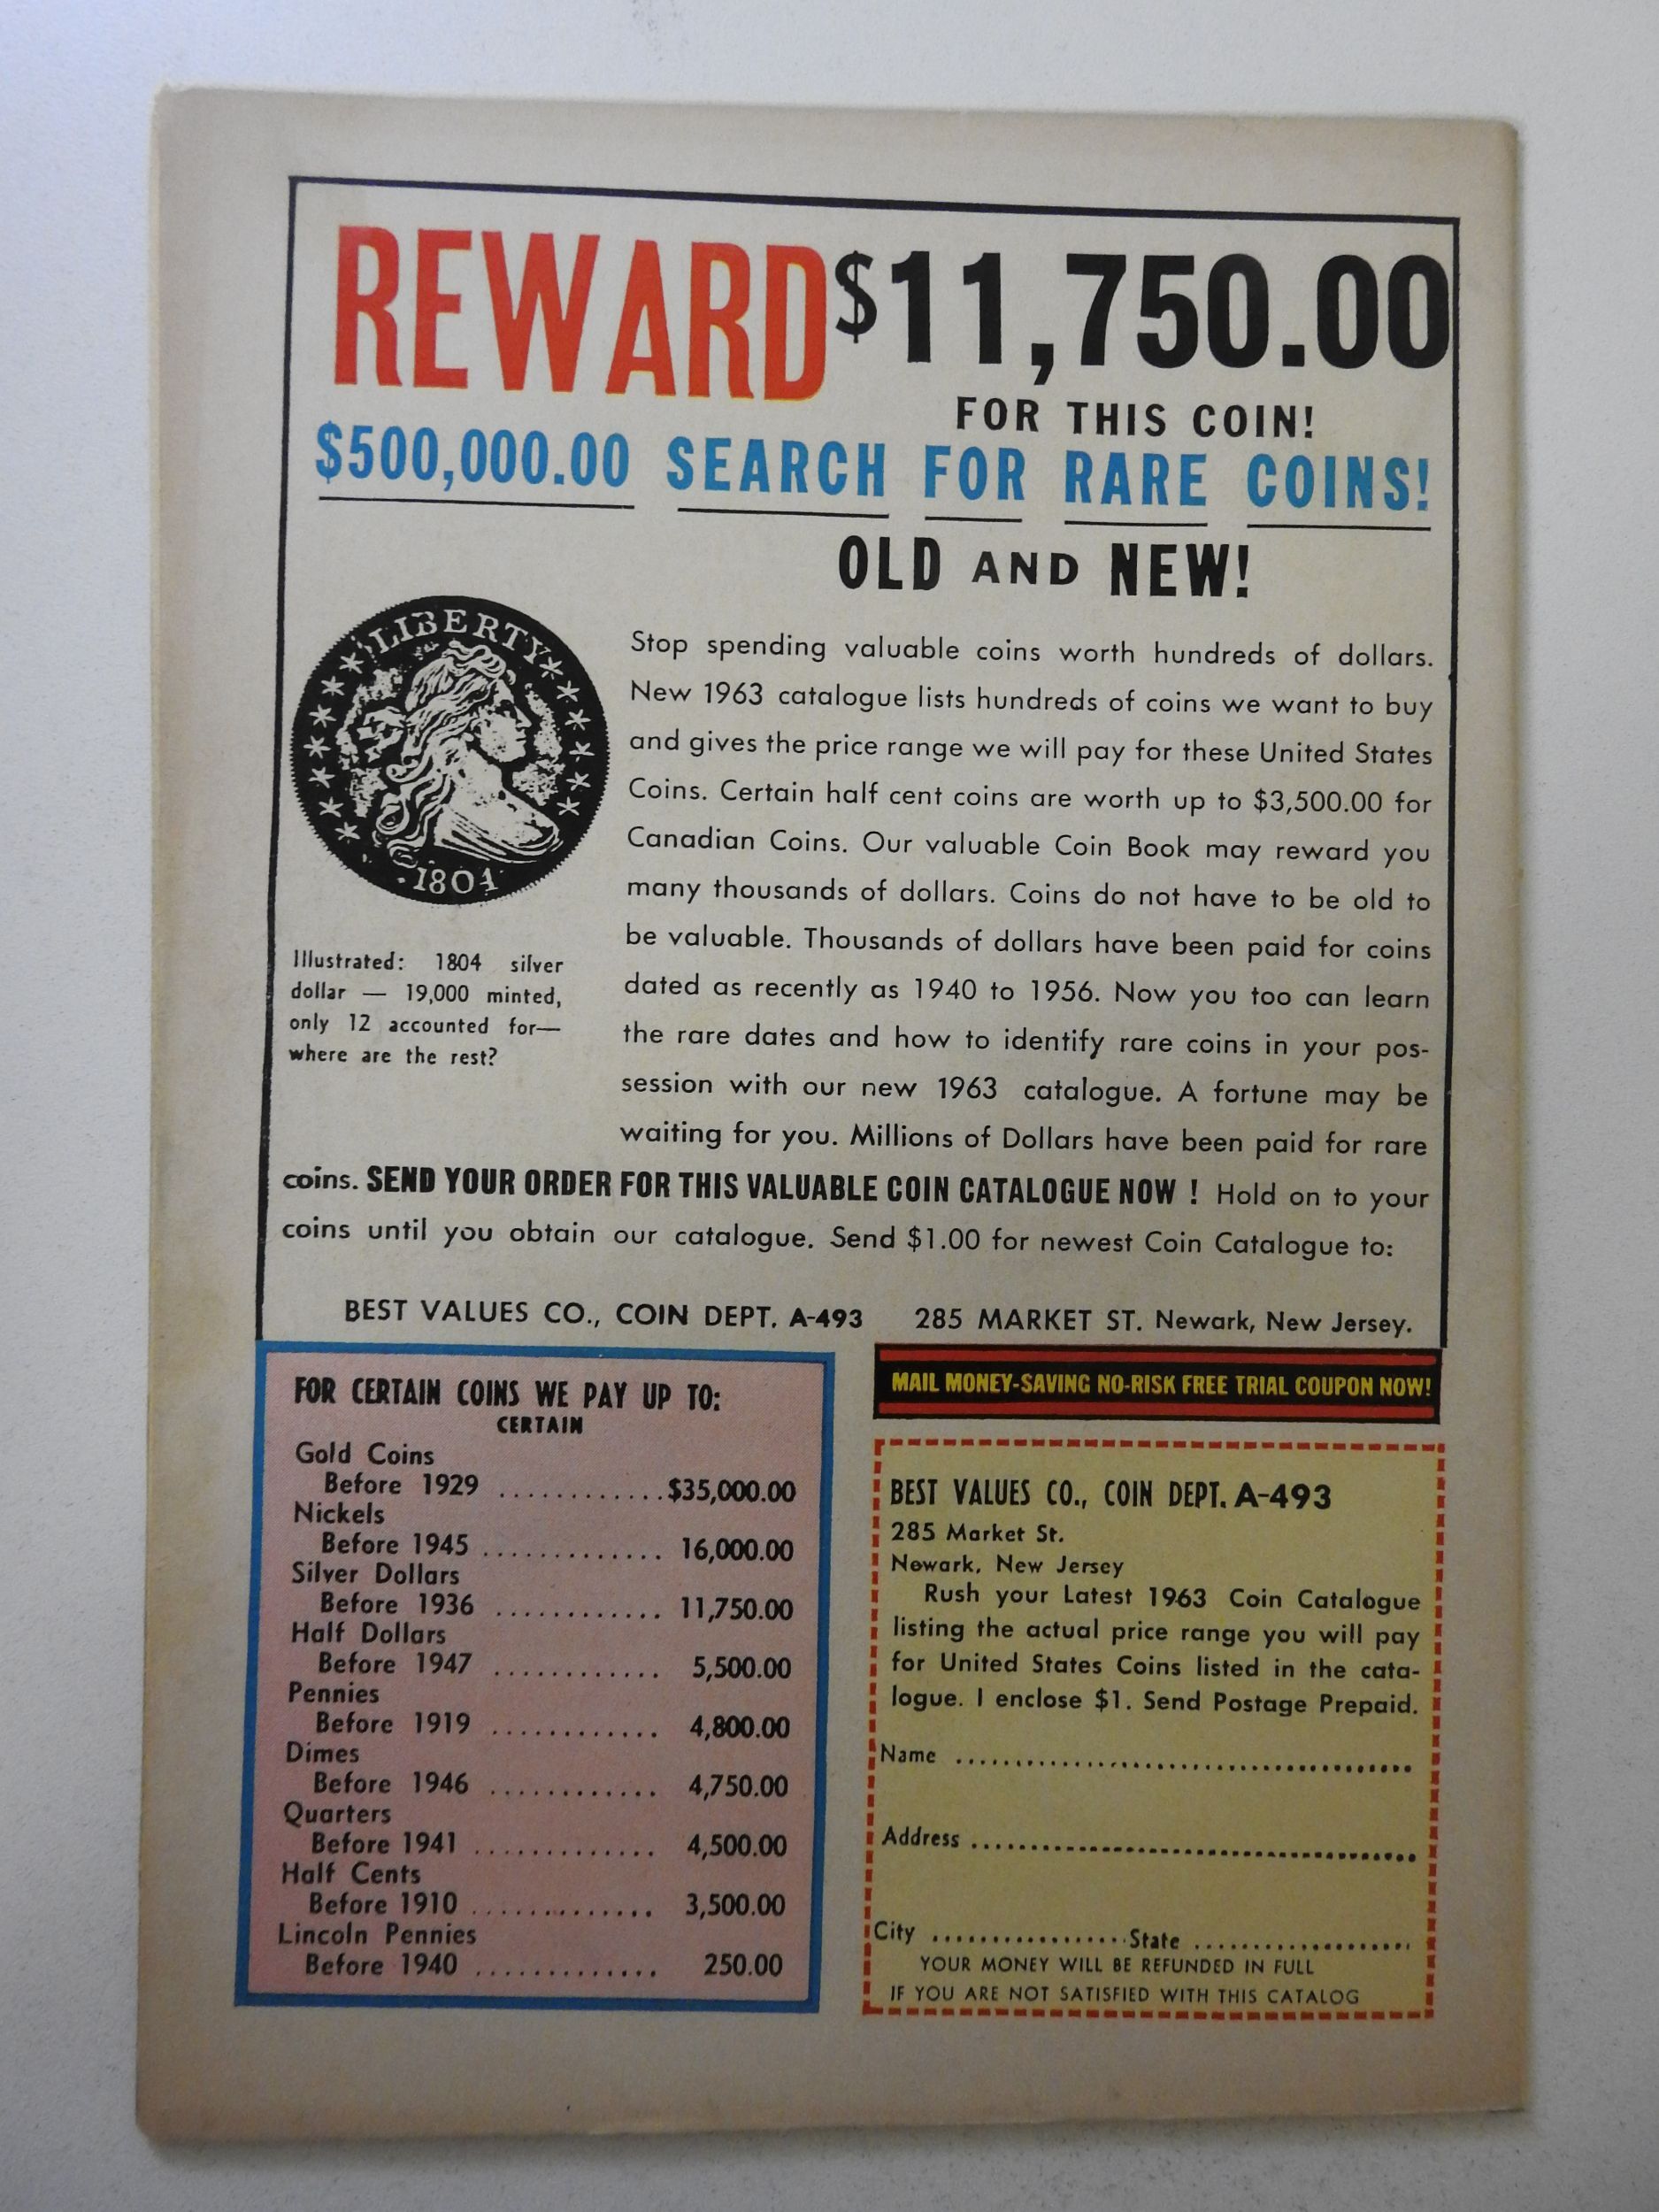 REWARD $11,750.00
FOR THIS COIN!
$500,000.00 SEARCH FOR RARE COINS!
OLD AND NEW!
LIBERTY
1804
Illustrated: 1804 silver
dollar — 19,000 minted,
only 12 accounted for—
where are the rest?
Stop spending valuable coins worth hundreds of dollars.
New 1963 catalogue lists hundreds of coins we want to buy
and gives the price range we will pay for these United States
Coins. Certain half cent coins are worth up to $3,500.00 for
Canadian Coins. Our valuable Coin Book may reward you
many thousands of dollars. Coins do not have to be old to
be valuable. Thousands of dollars have been paid for coins
dated as recently as 1940 to 1956. Now you too can learn
the rare dates and how to identify rare coins in your pos-
session with our new 1963 catalogue. A fortune may be
waiting for you. Millions of Dollars have been paid for rare
coins. SEND YOUR ORDER FOR THIS VALUABLE COIN CATALOGUE NOW ! Hold on to your
coins until you obtain our catalogue. Send $1.00 for newest Coin Catalogue to:
BEST VALUES CO., COIN DEPT. A-493 285 MARKET ST. Newark, New Jersey.
FOR CERTAIN COINS WE PAY UP TO:
CERTAIN
Gold Coins
Before 1929 ............$35,000.00
Nickels
Before 1945 ............. 16,000.00
Silver Dollars
Before 1936 ............ 11,750.00
Half Dollars
Before 1947 ............ 5,500.00
Pennies
Before 1919 ............ 4,800.00
Dimes
Before 1946 ............ 4,750.00
Quarters
Before 1941 ............. 4,500.00
Half Cents
Before 1910 ............. 3,500.00
Lincoln Pennies
Before 1940 ............. 250.00
MAIL MONEY-SAVING NO-RISK FREE TRIAL COUPON NOW!
BEST VALUES CO., COIN DEPT. A-493
285 Market St.
Newark, New Jersey
Rush your Latest 1963 Coin Catalogue
listing the actual price range you will pay
for United States Coins listed in the cata-
logue. I enclose $1. Send Postage Prepaid.
Name ........................................
Address ........................................
City ................. State ....................
YOUR MONEY WILL BE REFUNDED IN FULL
IF YOU ARE NOT SATISFIED WITH THIS CATALOG